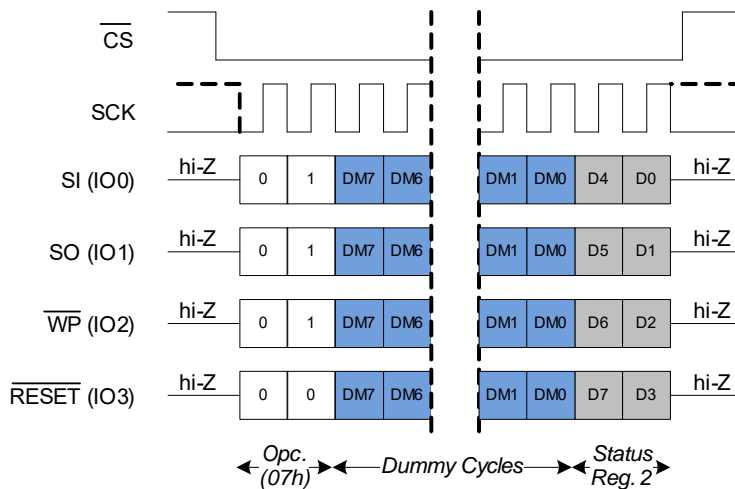 CS
SCK
SI (IO0) hi-Z 0 1 DM7 DM6 DM1 DM0 D4 D0 hi-Z
SO (IO1) hi-Z 0 1 DM7 DM6 DM1 DM0 D5 D1 hi-Z
WP (IO2) hi-Z 0 1 DM7 DM6 DM1 DM0 D6 D2 hi-Z
RESET (IO3) hi-Z 0 0 DM7 DM6 DM1 DM0 D7 D3 hi-Z
Opc. (07h) Dummy Cycles Status Reg. 2